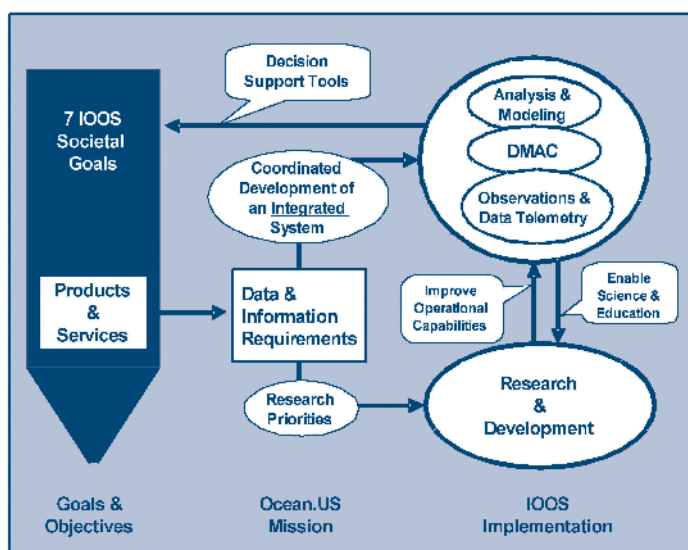 Decision
Support Tools
7 IOOS
Societal
Goals
Analysis &
Modeling
DMAC
Observations &
Data Telemetry
Coordinated
Development of
an Integrated
System
Products
&
Services
Data &
Information
Requirements
Improve
Operational
Capabilities
Enable
Science &
Education
Research
Priorities
Research
&
Development
Goals &
Objectives
Ocean.US
Mission
IOOS
Implementation